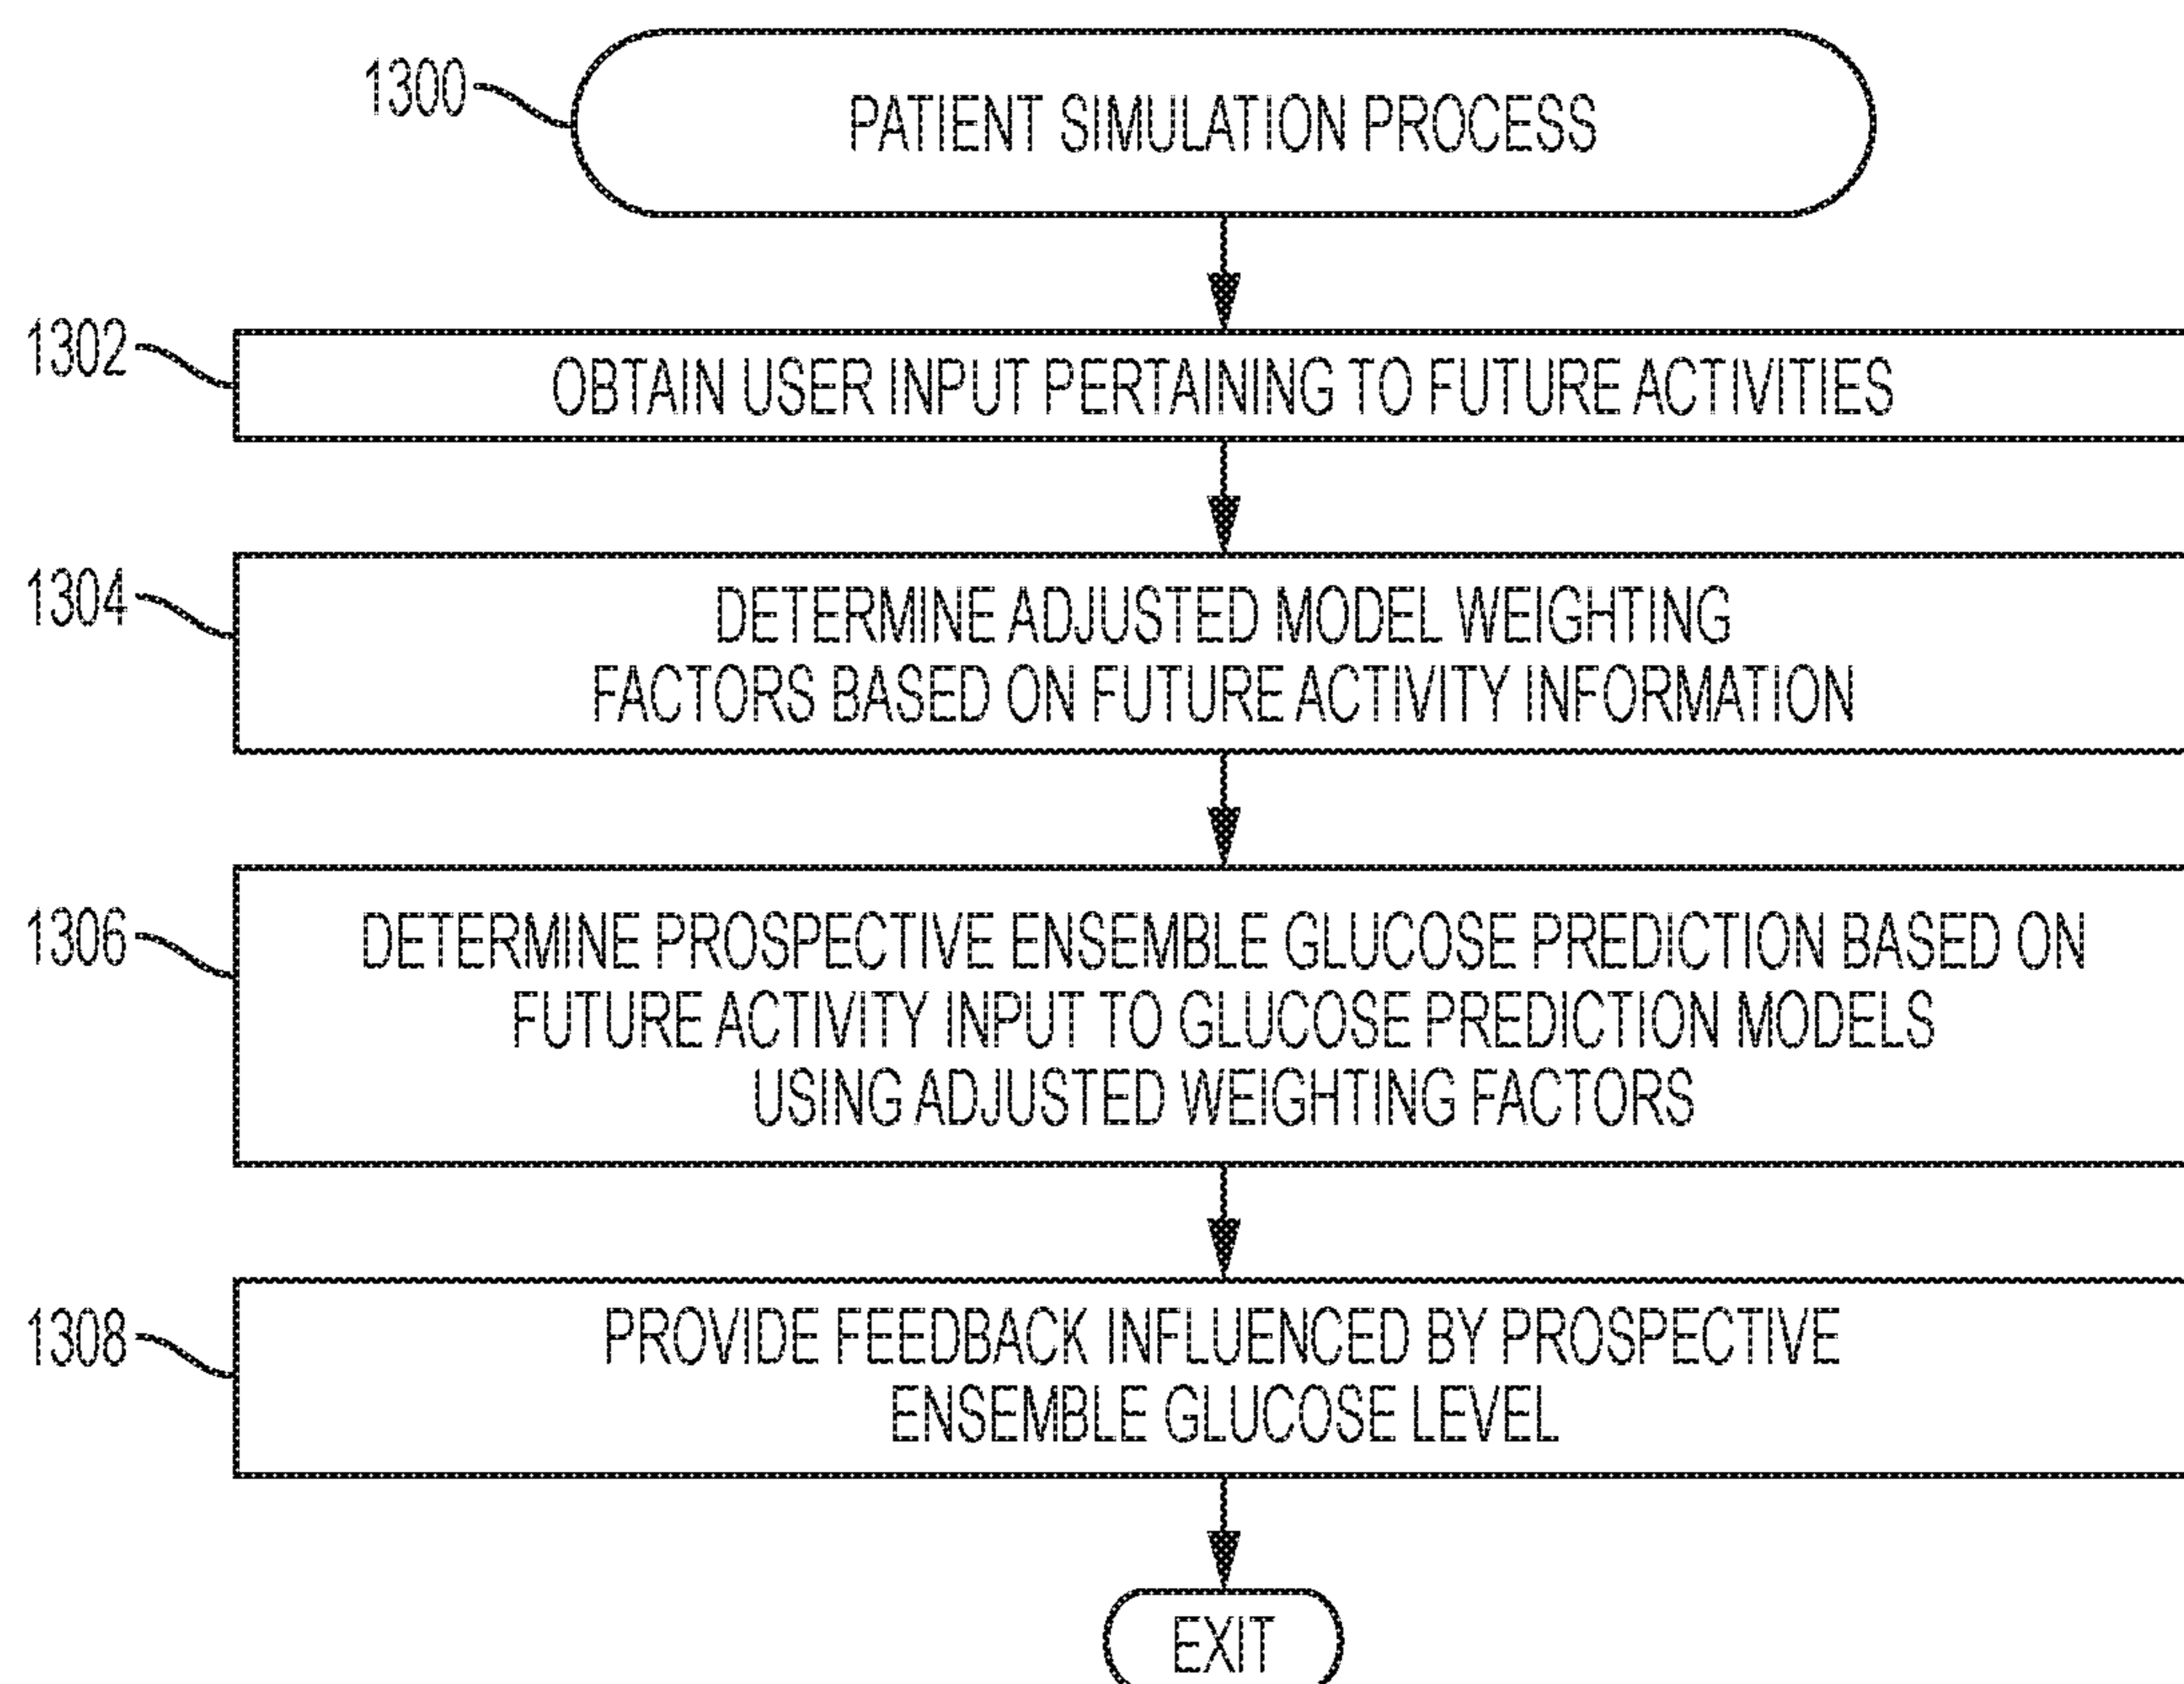 1300
PATIENT SIMULATION PROCESS
1302
OBTAIN USER INPUT PERTAINING TO FUTURE ACTIVITIES
1304
DETERMINE ADJUSTED MODEL WEIGHTING
FACTORS BASED ON FUTURE ACTIVITY INFORMATION
1306
DETERMINE PROSPECTIVE ENSEMBLE GLUCOSE PREDICTION BASED ON
FUTURE ACTIVITY INPUT TO GLUCOSE PREDICTION MODELS
USING ADJUSTED WEIGHTING FACTORS
1308
PROVIDE FEEDBACK INFLUENCED BY PROSPECTIVE
ENSEMBLE GLUCOSE LEVEL
EXIT